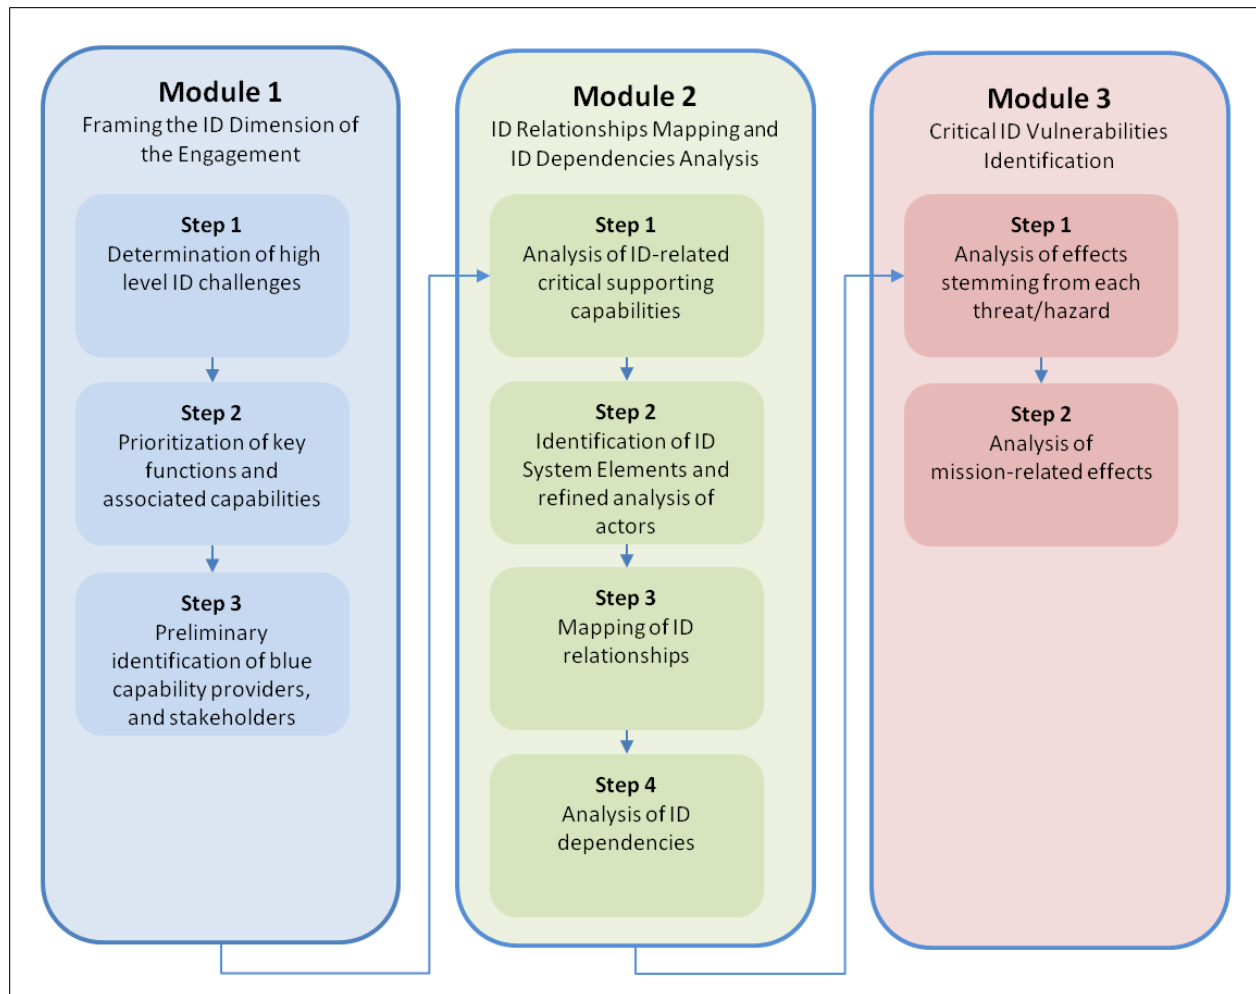 Module 1
Framing the ID Dimension of
the Engagement
Step 1
Determination of high
level ID challenges
Step 2
Prioritization of key
functions and
associated capabilities
Step 3
Preliminary
identification of blue
capability providers,
and stakeholders
Module 2
ID Relationships Mapping and
ID Dependencies Analysis
Step 1
Analysis of ID-related
critical supporting
capabilities
Step 2
Identification of ID
System Elements and
refined analysis of
actors
Step 3
Mapping of ID
relationships
Step 4
Analysis of ID
dependencies
Module 3
Critical ID Vulnerabilities
Identification
Step 1
Analysis of effects
stemming from each
threat/hazard
Step 2
Analysis of
mission-related effects